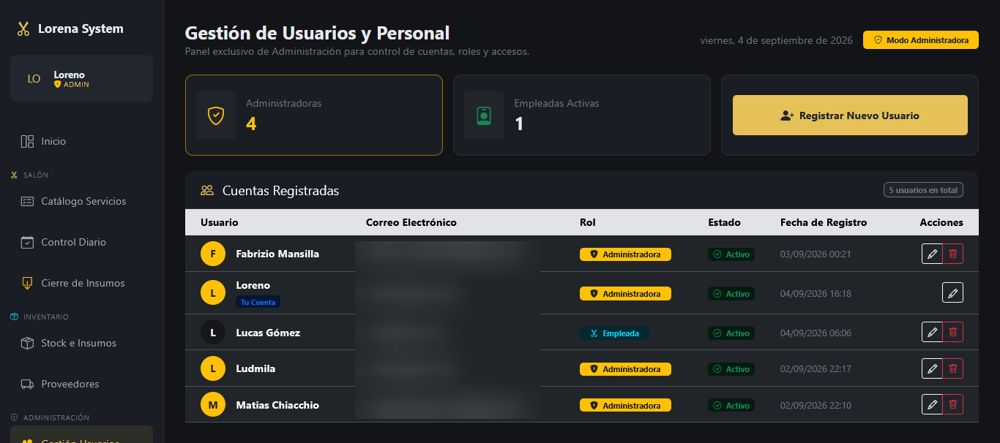 Lorena System
LO
Loreno
ADMIN
Inicio
SALÓN
Catálogo Servicios
Control Diario
Cierre de Insumos
INVENTARIO
Stock e Insumos
Proveedores
ADMINISTRACIÓN
Gestión Usuarios
Gestión de Usuarios y Personal
Panel exclusivo de Administración para control de cuentas, roles y accesos.
viernes, 4 de septiembre de 2026
Modo Administradora
Administradoras
4
Empleadas Activas
1
Registrar Nuevo Usuario
Cuentas Registradas
5 usuarios en total
Usuario Correo Electrónico Rol Estado Fecha de Registro Acciones
F Fabrizio Mansilla Administradora Activo 03/09/2026 00:21
L Loreno Administradora Activo 04/09/2026 16:18
Tu Cuenta
L Lucas Gómez Empleada Activo 04/09/2026 06:06
L Ludmila Administradora Activo 02/09/2026 22:17
M Matias Chiacchio Administradora Activo 02/09/2026 22:10